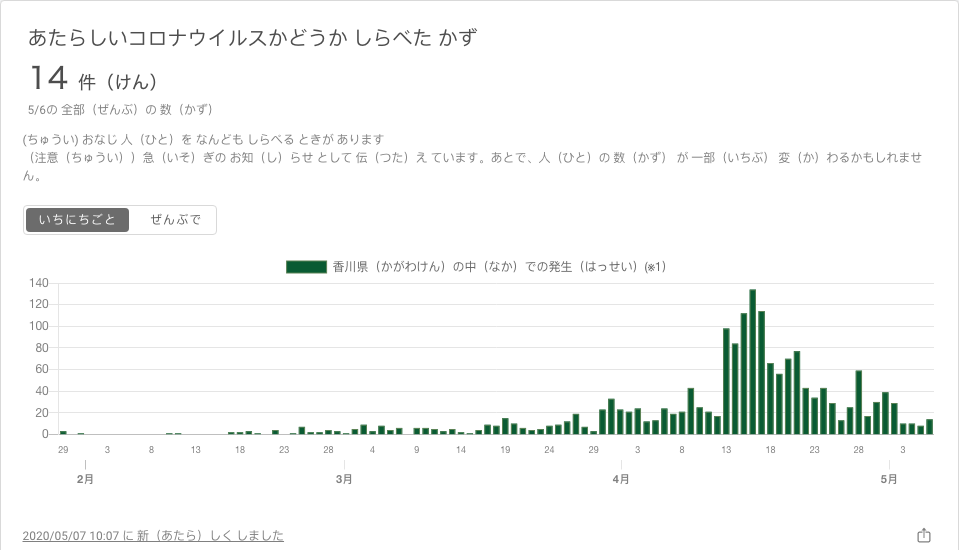 あたらしいコロナウイルスかどうか しらべた かず
14 件（けん）
5/6の 全部（ぜんぶ）の 数（かず）
(ちゅうい) おなじ 人（ひと）を なんども しらべる ときが あります
（注意（ちゅうい））急（いそ）ぎの お知（し）らせ として 伝（つた）え ています。あとで、人（ひと）の 数（かず） が 一部（いちぶ） 変（か）わるかもしれませ
ん。
いちにちごと ぜんぶで
香川県（かがわけん）の中（なか）での発生（はっせい）(※1)
140
120
100
80
60
40
20
0
29 3 8 13 18 23 28 4 9 14 19 24 29 3 8 13 18 23 28 3
2月 3月 4月 5月
2020/05/07 10:07 に 新（あたら）しく しました